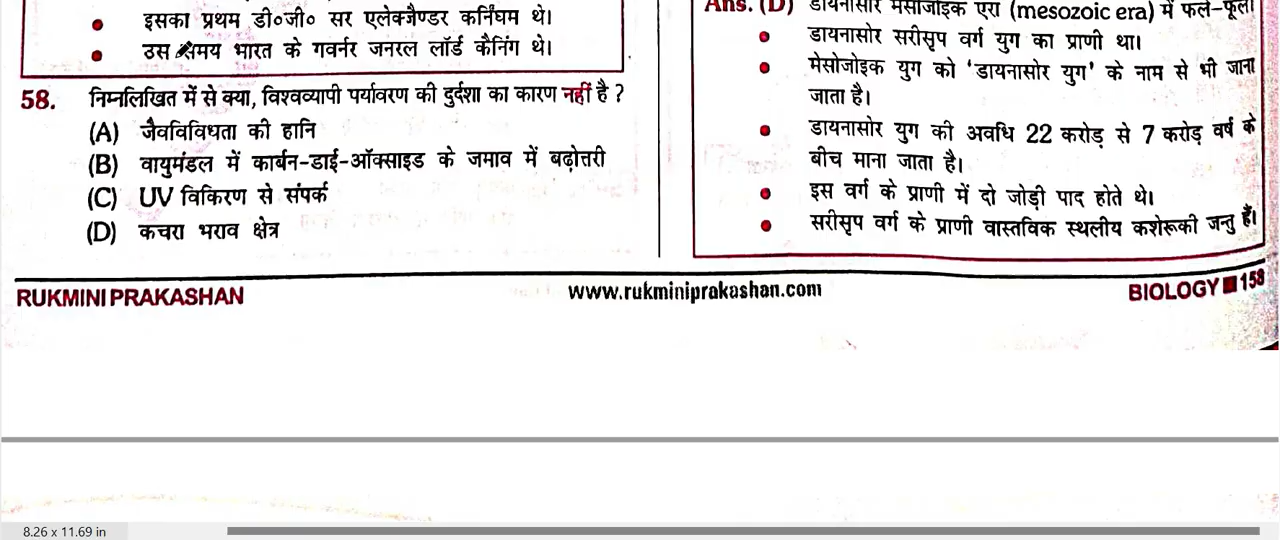 इसका प्रथम डी०जी० सर एलेक्जैण्डर कनिंघम थे।
उस समय भारत के गवर्नर जनरल लॉर्ड कैनिंग थे।
58. निम्नलिखित में से क्या, विश्वव्यापी पर्यावरण की दुर्दशा का कारण नहीं है ?
(A) जैवविविधता की हानि
(B) वायुमंडल में कार्बन-डाई-ऑक्साइड के जमाव में बढ़ोत्तरी
(C) UV विकिरण से संपर्क
(D) कचरा भराव क्षेत्र
Ans. (D) डायनासोर मेसोजोइक एरा (mesozoic era) में फले-फूले
डायनासोर सरीसृप वर्ग युग का प्राणी था।
मेसोजोइक युग को ‘डायनासोर युग’ के नाम से भी जाना
जाता है।
डायनासोर युग की अवधि 22 करोड़ से 7 करोड़ वर्ष के
बीच माना जाता है।
इस वर्ग के प्राणी में दो जोड़ी पाद होते थे।
सरीसृप वर्ग के प्राणी वास्तविक स्थलीय कशेरूकी जन्तु हैं।
RUKMINI PRAKASHAN
www.rukminiprakashan.com
BIOLOGY 158
8.26 x 11.69 in